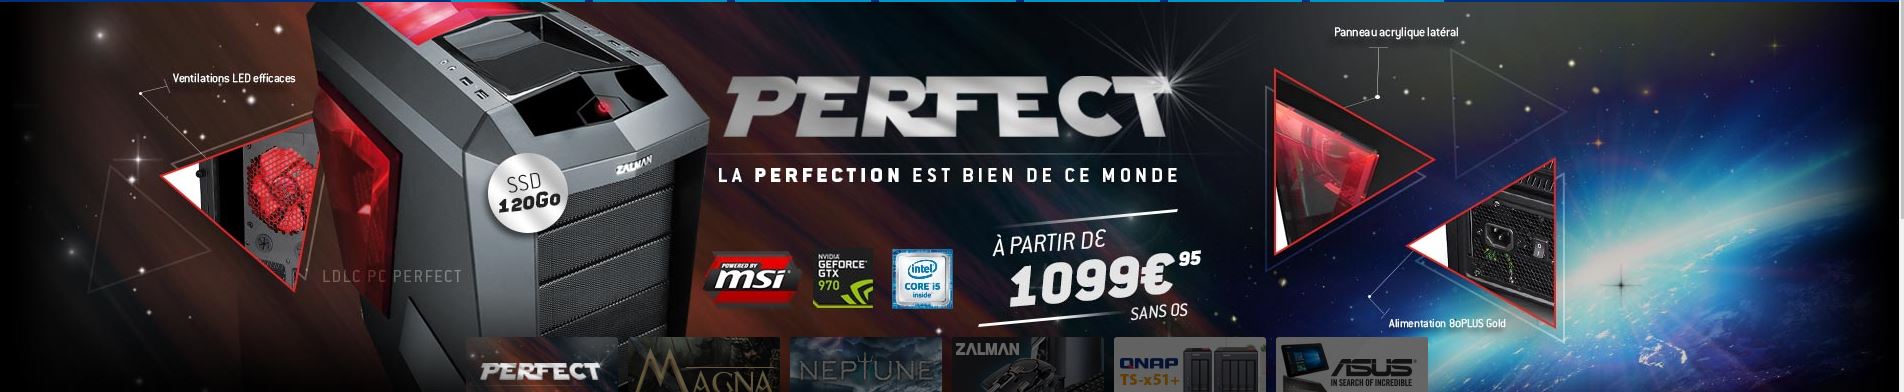 Ventilations LED efficaces
ZALMAN
SSD
120Go
LDLC PC PERFECT
PERFECT
LA PERFECTION EST BIEN DE CE MONDE
POWERED BY
msi
NVIDIA
GEFORCE
GTX
970
intel
CORE i5
inside
À PARTIR DE
1099€95
SANS OS
Panneau acrylique latéral
Alimentation 80PLUS Gold
PERFECT
MAGNA
NEPTUNE
ZALMAN
QNAP
TS-x51+
ASUS
IN SEARCH OF INCREDIBLE